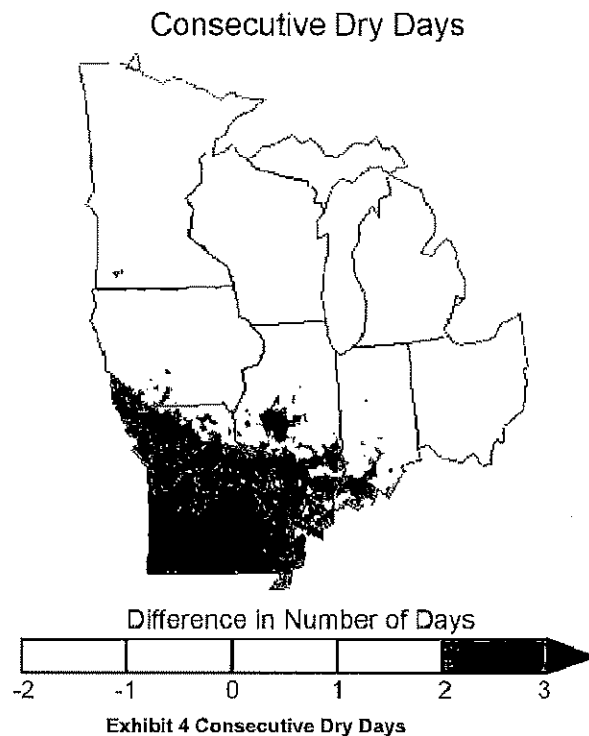 Consecutive Dry Days
Difference in Number of Days
-2 -1 0 1 2 3
Exhibit 4 Consecutive Dry Days